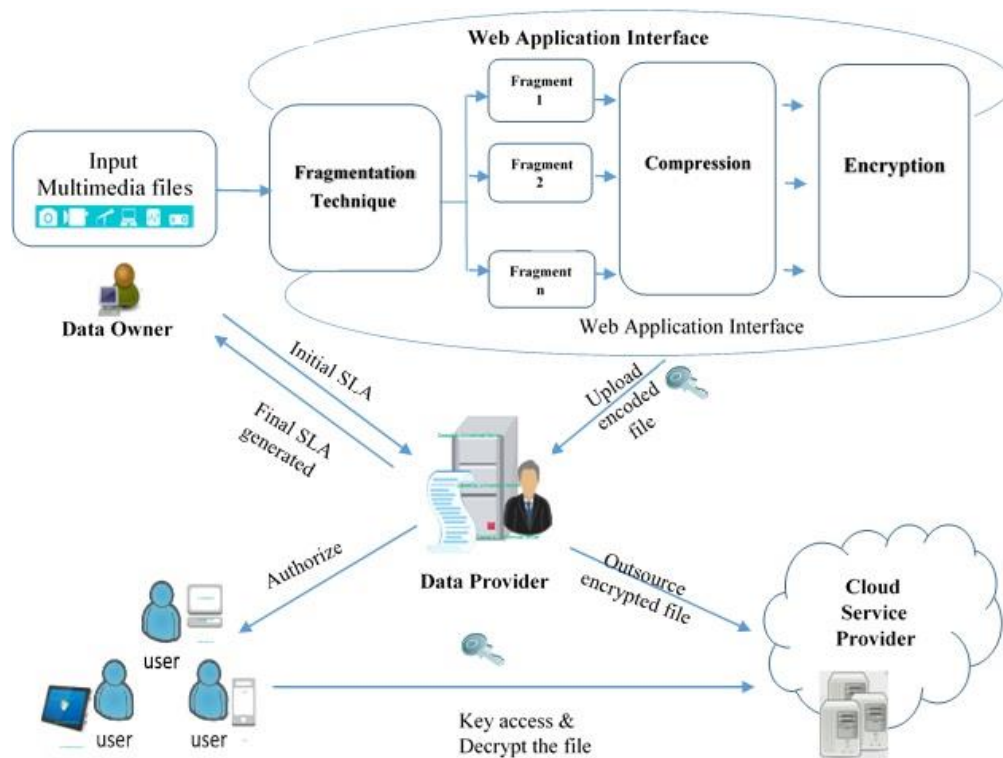 Web Application Interface
Input
Multimedia files
Fragmentation
Technique
Fragment
1
Fragment
2
Fragment
n
Compression
Encryption
Web Application Interface
Data Owner
Initial SLA
Final SLA
generated
Upload
encoded
file
Data Provider
Authorize
Outsource
encrypted file
Cloud
Service
Provider
user
user
user
Key access &
Decrypt the file